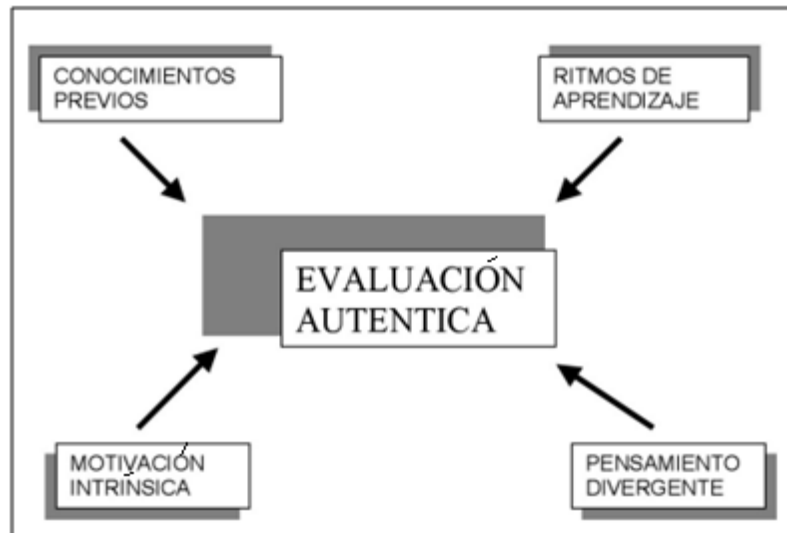 CONOCIMIENTOS
PREVIOS
RITMOS DE
APRENDIZAJE
EVALUACIÓN
AUTENTICA
MOTIVACIÓN
INTRÍNSICA
PENSAMIENTO
DIVERGENTE